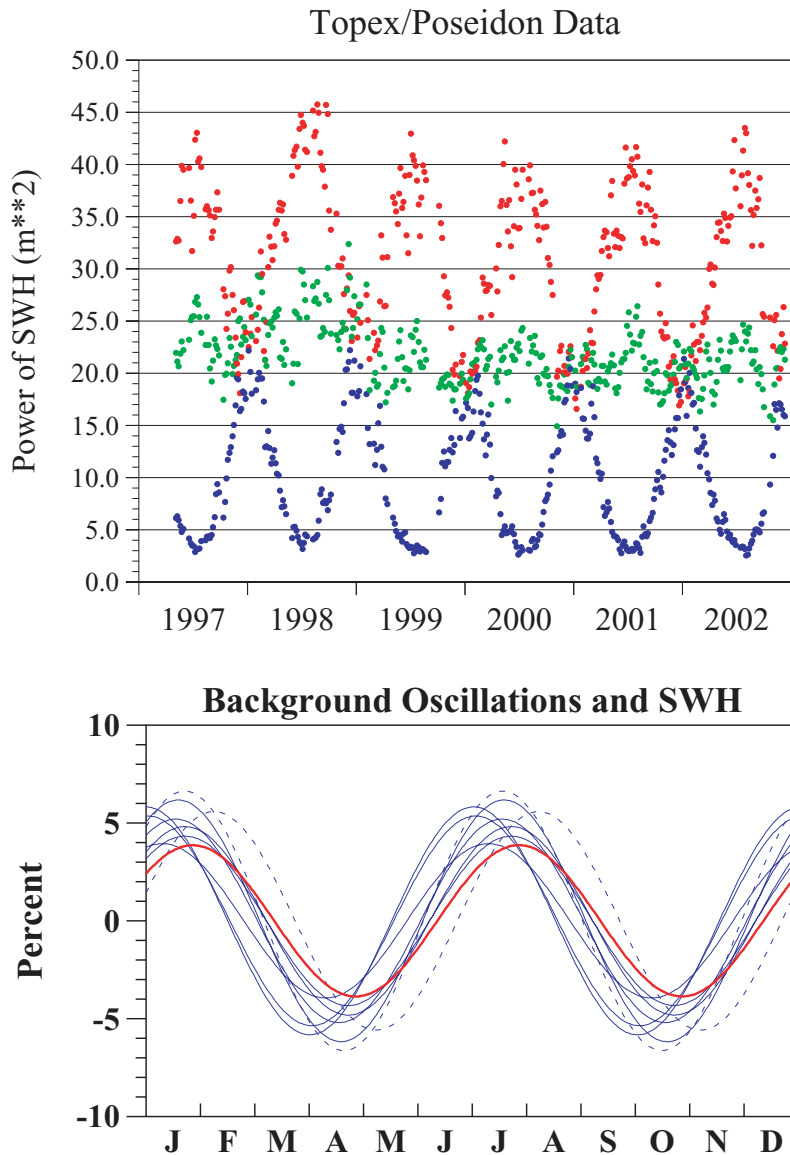 Topex/Poseidon Data
Power of SWH (m**2)
50.0
45.0
40.0
35.0
30.0
25.0
20.0
15.0
10.0
5.0
0.0
1997 1998 1999 2000 2001 2002
Background Oscillations and SWH
Percent
10
5
0
-5
-10
J F M A M J J A S O N D